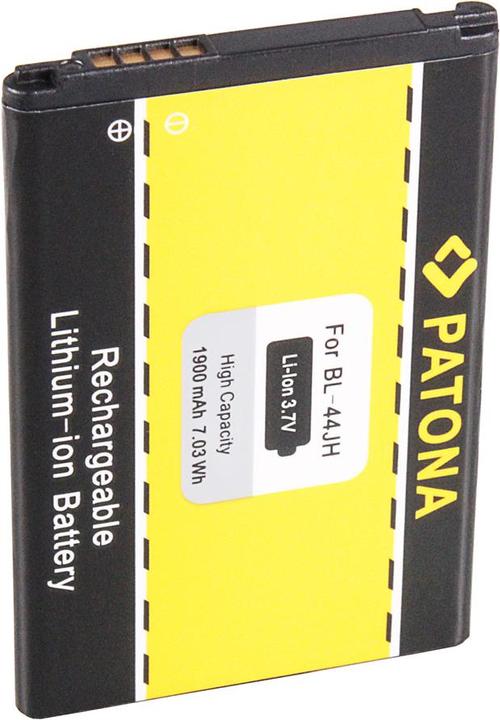 PATONA
For BL-44JH
Li-Ion 3.7V
High Capacity
1900 mAh 7.03 Wh
Rechargeable
Lithium-ion Battery